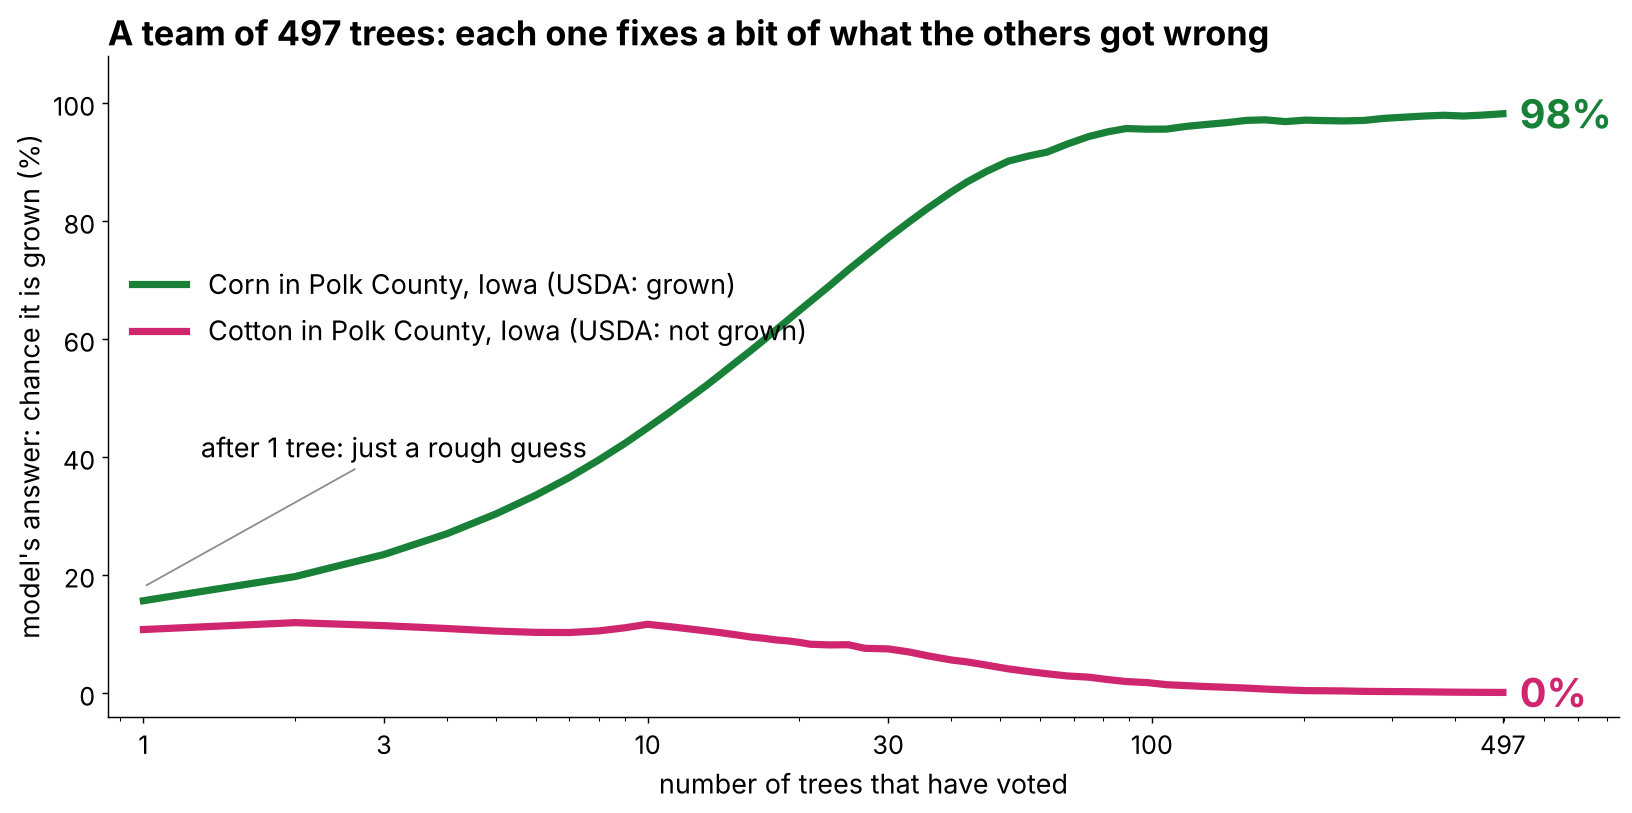 A team of 497 trees: each one fixes a bit of what the others got wrong
model's answer: chance it is grown (%)
100
80
60
40
20
0
98%
Corn in Polk County, Iowa (USDA: grown)
Cotton in Polk County, Iowa (USDA: not grown)
after 1 tree: just a rough guess
0%
1 3 10 30 100 497
number of trees that have voted